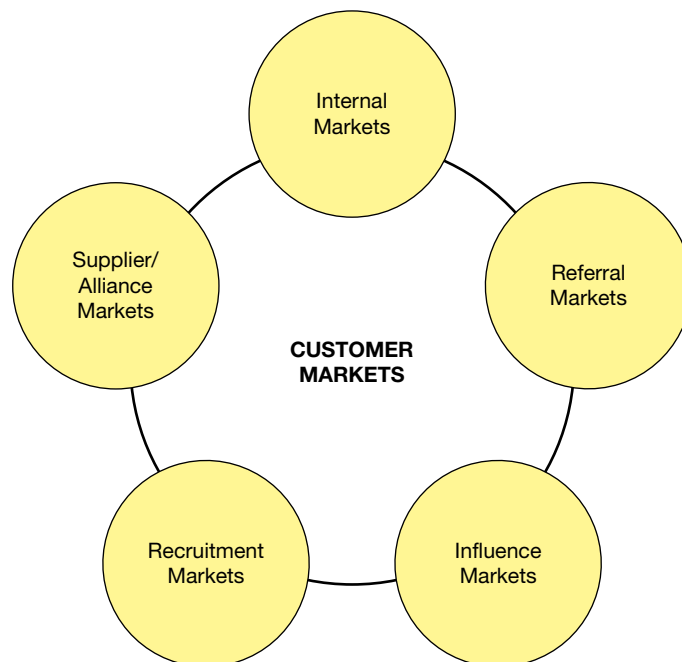 Internal
Markets
Supplier/
Alliance
Markets
Referral
Markets
CUSTOMER
MARKETS
Recruitment
Markets
Influence
Markets